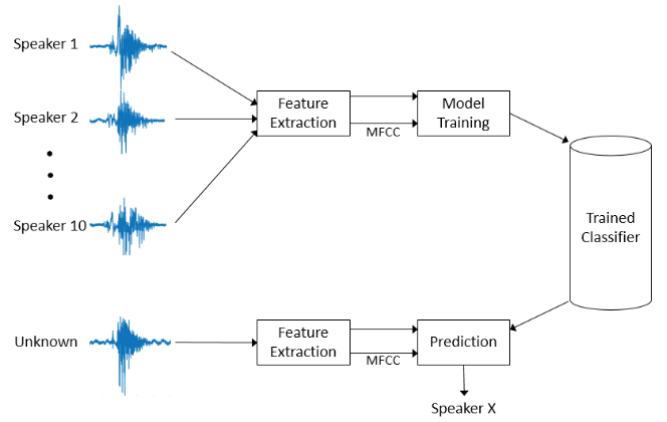 Speaker 1
Speaker 2
Speaker 10
Feature
Extraction
MFCC
Model
Training
Trained
Classifier
Unknown
Feature
Extraction
MFCC
Prediction
Speaker X